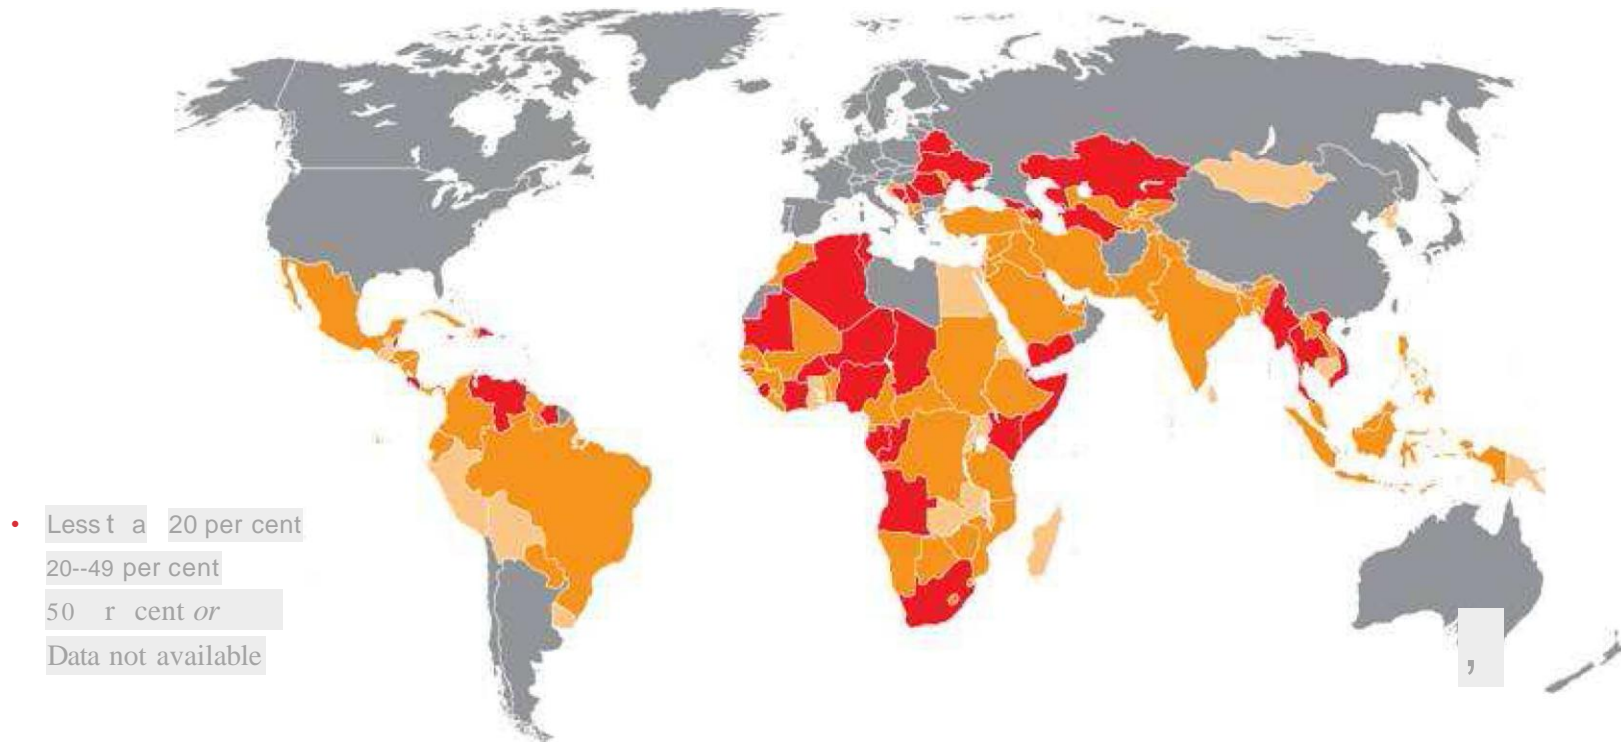 • Less t a 20 per cent
20--49 per cent
50 r cent or
Data not available
,